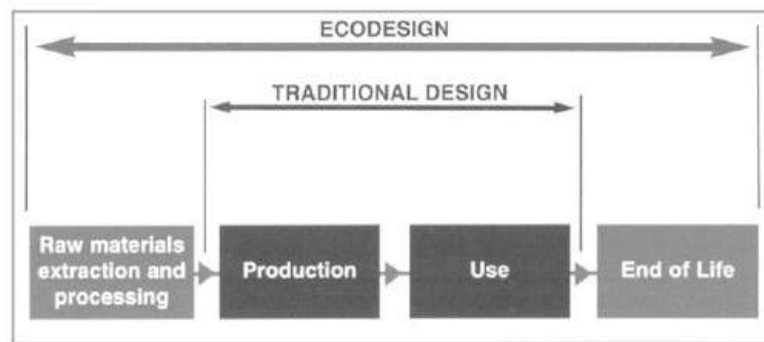 ECODESIGN
TRADITIONAL DESIGN
Raw materials
extraction and
processing
Production
Use
End of Life